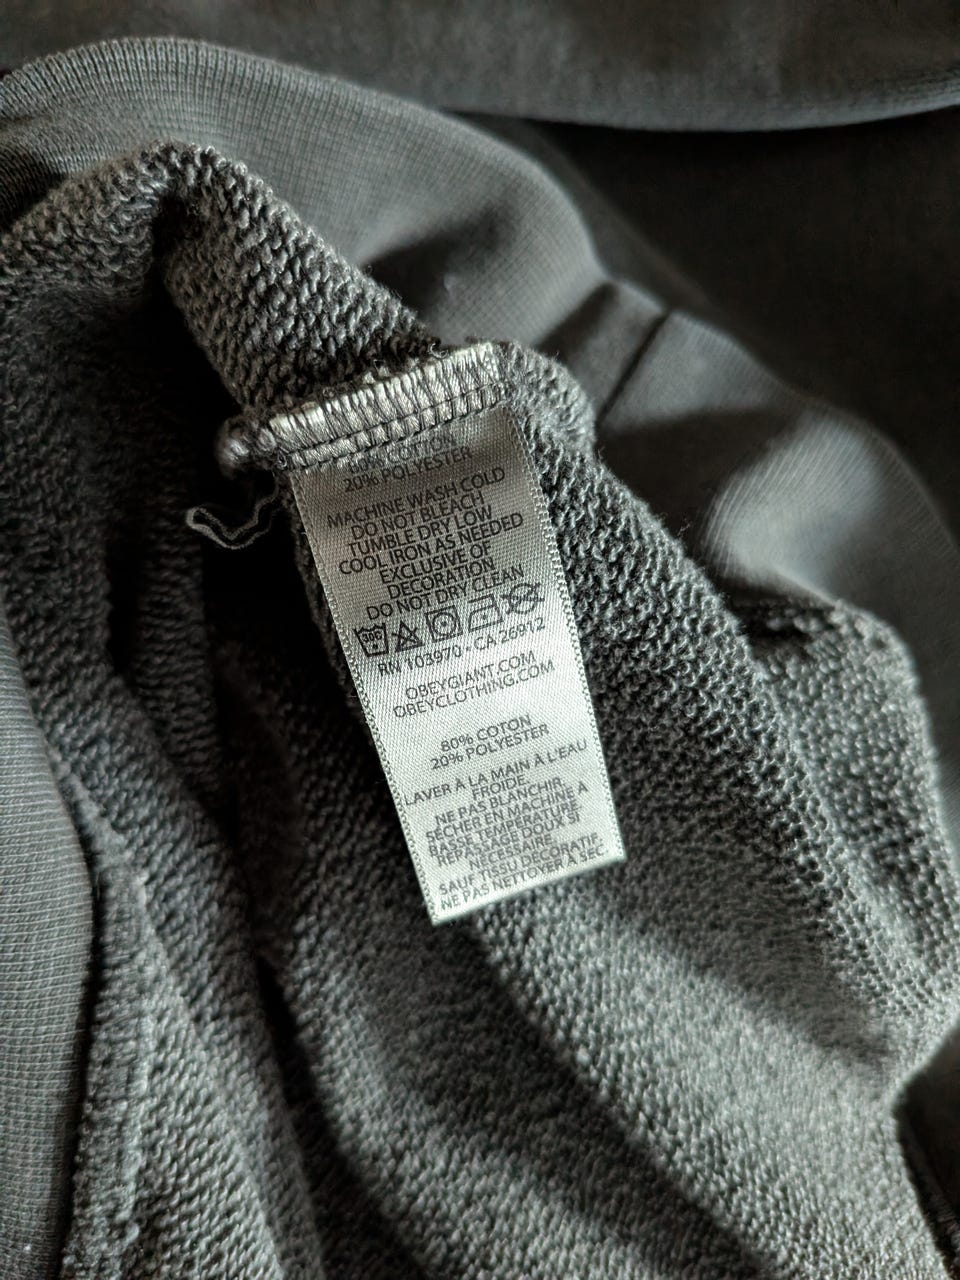 80% COTTON
20% POLYESTER
MACHINE WASH COLD
DO NOT BLEACH
TUMBLE DRY LOW
COOL IRON AS NEEDED
EXCLUSIVE OF
DECORATION
DO NOT DRY CLEAN
30°
RN 103970 - CA 26912
OBEYGIANT.COM
OBEYCLOTHING.COM
80% COTON
20% POLYESTER
LAVER À LA MAIN À L'EAU
FROIDE
NE PAS BLANCHIR
SÉCHER EN MACHINE À
BASSE TEMPÉRATURE
REPASSAGE DOUX SI
NÉCESSAIRE
SAUF TISSU DÉCORATIF
NE PAS NETTOYER À SEC